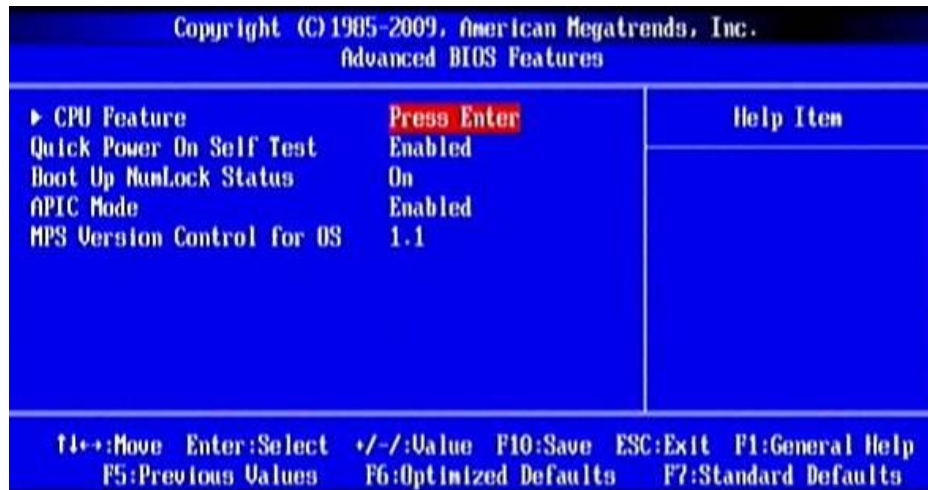 Copyright (C)1985-2009, American Megatrends, Inc.
Advanced BIOS Features
▶ CPU Feature Press Enter
Quick Power On Self Test Enabled
Boot Up NumLock Status On
APIC Mode Enabled
MPS Version Control for OS 1.1
Help Item
↑↓←→:Move Enter:Select +/-/:Value F10:Save ESC:Exit F1:General Help
F5:Previous Values F6:Optimized Defaults F7:Standard Defaults